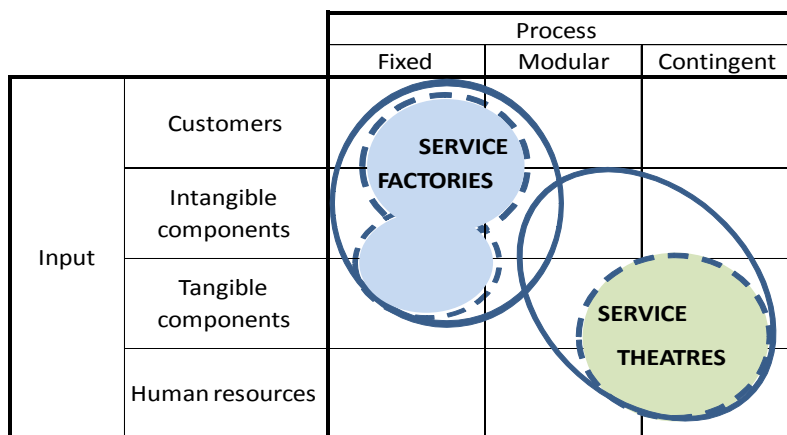 Process
Fixed Modular Contingent
Customers
SERVICE
FACTORIES
Intangible
components
Input
Tangible
components
SERVICE
THEATRES
Human resources